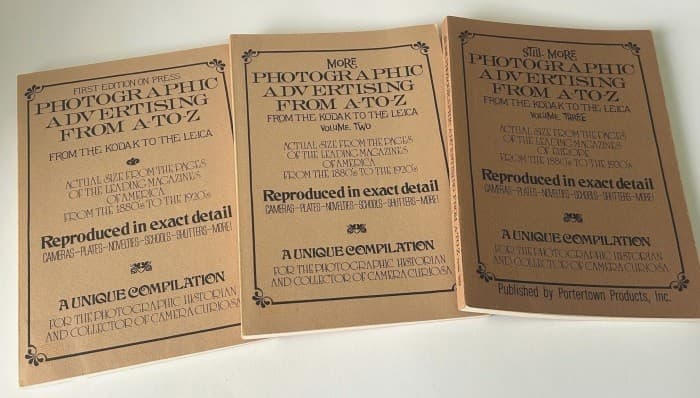 FIRST EDITION ON PRESS
PHOTOGRAPHIC
ADVERTISING
FROM A-TO-Z
FROM THE KODAK TO THE LEICA
ACTUAL SIZE FROM THE PAGES
OF THE LEADING MAGAZINES
OF AMERICA
FROM THE 1880's TO THE 1920's
Reproduced in exact detail
CAMERAS-PLATES-NOVELTIES-SCHOOLS-SHUTTERS-MORE!
A UNIQUE COMPILATION
FOR THE PHOTOGRAPHIC HISTORIAN
AND COLLECTOR OF CAMERA CURIOSA
MORE
PHOTOGRAPHIC
ADVERTISING
FROM A-TO-Z
FROM THE KODAK TO THE LEICA
VOLUME TWO
ACTUAL SIZE FROM THE PAGES
OF THE LEADING MAGAZINES
OF AMERICA
FROM THE 1880's TO THE 1920's
Reproduced in exact detail
CAMERAS-PLATES-NOVELTIES-SCHOOLS-SHUTTERS-MORE!
A UNIQUE COMPILATION
FOR THE PHOTOGRAPHIC HISTORIAN
AND COLLECTOR OF CAMERA CURIOSA
STILL MORE
PHOTOGRAPHIC
ADVERTISING
FROM A-TO-Z
FROM THE KODAK TO THE LEICA
VOLUME THREE
ACTUAL SIZE FROM THE PAGES
OF THE LEADING MAGAZINES
OF EUROPE
FROM THE 1880's TO THE 1920's
Reproduced in exact detail
CAMERAS-PLATES-NOVELTIES-SCHOOLS-SHUTTERS-MORE!
A UNIQUE COMPILATION
FOR THE PHOTOGRAPHIC HISTORIAN
AND COLLECTOR OF CAMERA CURIOSA
Published by Portertown Products, Inc.